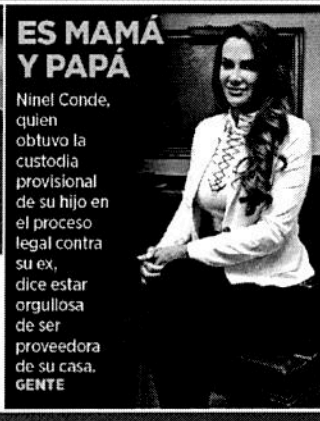 ES MAMÁ
Y PAPÁ
Ninel Conde,
quien
obtuvo la
custodia
provisional
de su hijo en
el proceso
legal contra
su ex,
dice estar
orgullosa
de ser
proveedora
de su casa.
GENTE